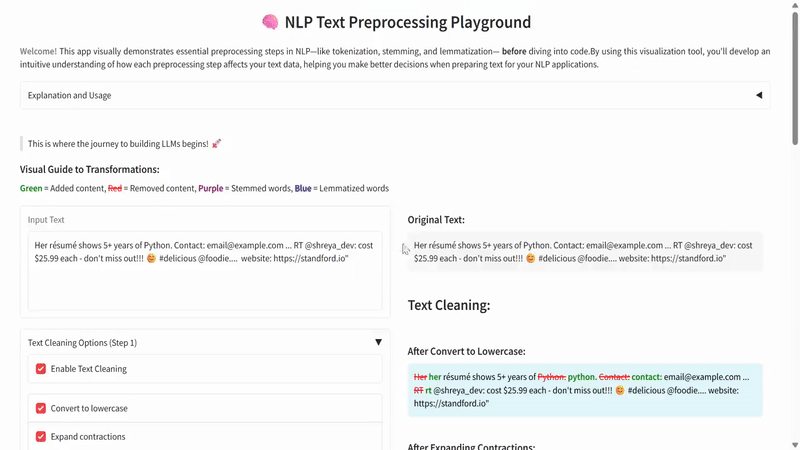 🧠 NLP Text Preprocessing Playground
Welcome! This app visually demonstrates essential preprocessing steps in NLP—like tokenization, stemming, and lemmatization— before diving into code.By using this visualization tool, you'll develop an
intuitive understanding of how each preprocessing step affects your text data, helping you make better decisions when preparing text for your NLP applications.
Explanation and Usage
This is where the journey to building LLMs begins! 🚀
Visual Guide to Transformations:
Green = Added content, Red = Removed content, Purple = Stemmed words, Blue = Lemmatized words
Input Text
Her résumé shows 5+ years of Python. Contact: email@example.com ... RT @shreya_dev: cost
$25.99 each - don't miss out!!! 😊 #delicious @foodie.... website: https://standford.io"
Text Cleaning Options (Step 1)
Enable Text Cleaning
Convert to lowercase
Expand contractions
Original Text:
Her résumé shows 5+ years of Python. Contact: email@example.com ... RT @shreya_dev: cost
$25.99 each - don't miss out!!! 😊 #delicious @foodie.... website: https://standford.io"
Text Cleaning:
After Convert to Lowercase:
Her her résumé shows 5+ years of Python. python. Contact: contact: email@example.com ...
RT rt @shreya_dev: cost $25.99 each - don't miss out!!! 😊 #delicious @foodie.... website:
https://standford.io"
After Expanding Contractions: